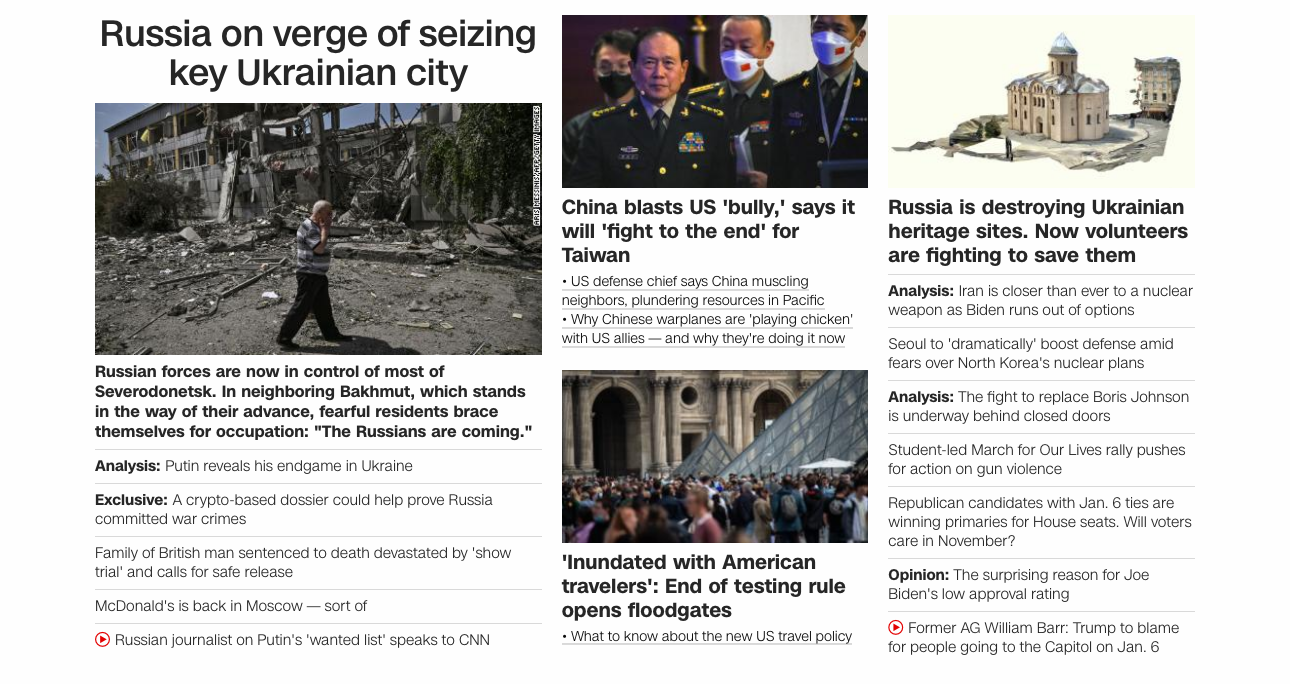 Russia on verge of seizing
key Ukrainian city
ARIS MESSINIS/AFP/GETTY IMAGES
Russian forces are now in control of most of
Severodonetsk. In neighboring Bakhmut, which stands
in the way of their advance, fearful residents brace
themselves for occupation: "The Russians are coming."
Analysis: Putin reveals his endgame in Ukraine
Exclusive: A crypto-based dossier could help prove Russia
committed war crimes
Family of British man sentenced to death devastated by 'show
trial' and calls for safe release
McDonald's is back in Moscow — sort of
Russian journalist on Putin's 'wanted list' speaks to CNN
China blasts US 'bully,' says it
will 'fight to the end' for
Taiwan
• US defense chief says China muscling
neighbors, plundering resources in Pacific
• Why Chinese warplanes are 'playing chicken'
with US allies — and why they're doing it now
'Inundated with American
travelers': End of testing rule
opens floodgates
• What to know about the new US travel policy
Russia is destroying Ukrainian
heritage sites. Now volunteers
are fighting to save them
Analysis: Iran is closer than ever to a nuclear
weapon as Biden runs out of options
Seoul to 'dramatically' boost defense amid
fears over North Korea's nuclear plans
Analysis: The fight to replace Boris Johnson
is underway behind closed doors
Student-led March for Our Lives rally pushes
for action on gun violence
Republican candidates with Jan. 6 ties are
winning primaries for House seats. Will voters
care in November?
Opinion: The surprising reason for Joe
Biden's low approval rating
Former AG William Barr: Trump to blame
for people going to the Capitol on Jan. 6